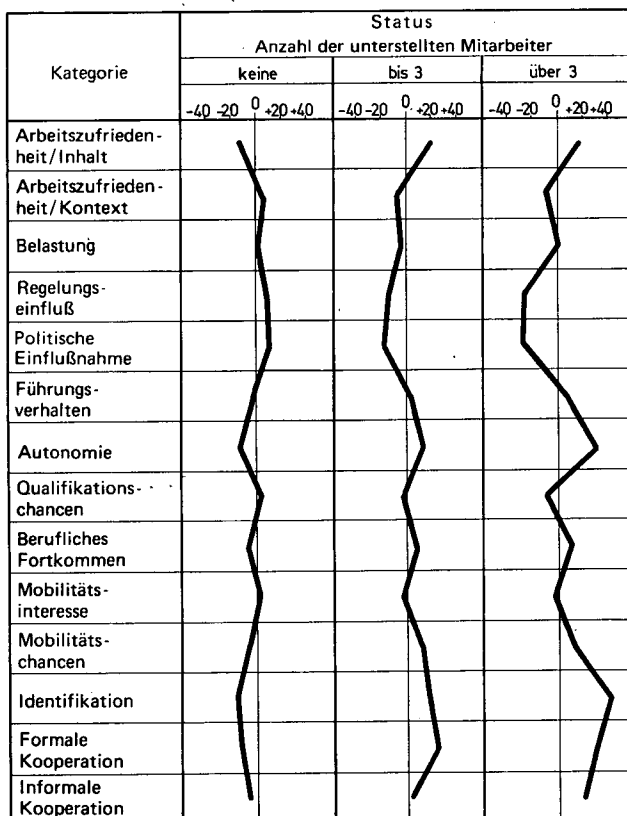 Status
Anzahl der unterstellten Mitarbeiter
Kategorie
keine
bis 3
über 3
-40 -20 0 +20 +40
-40 -20 0 +20 +40
-40 -20 0 +20 +40
Arbeitszufrieden-
heit/Inhalt
Arbeitszufrieden-
heit/Kontext
Belastung
Regelungs-
einfluß
Politische
Einflußnahme
Führungs-
verhalten
Autonomie
Qualifikations-
chancen
Berufliches
Fortkommen
Mobilitäts-
interesse
Mobilitäts-
chancen
Identifikation
Formale
Kooperation
Informale
Kooperation